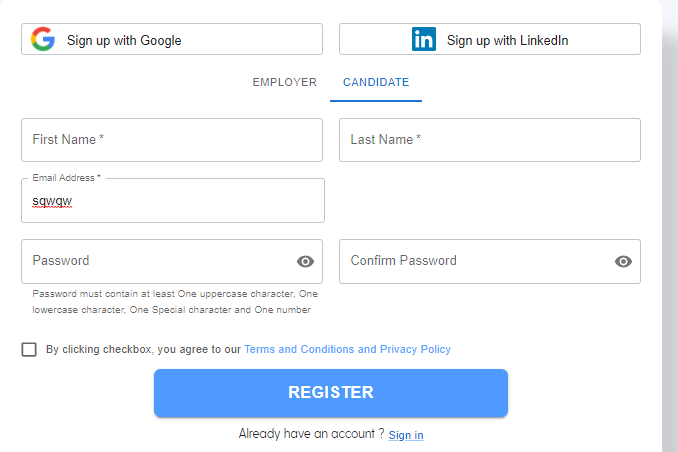 Sign up with Google
Sign up with LinkedIn
EMPLOYER CANDIDATE
First Name *
Last Name *
Email Address *
sqwqw
Password
Confirm Password
Password must contain at least One uppercase character, One
lowercase character, One Special character and One number
By clicking checkbox, you agree to our Terms and Conditions and Privacy Policy
REGISTER
Already have an account ? Sign in